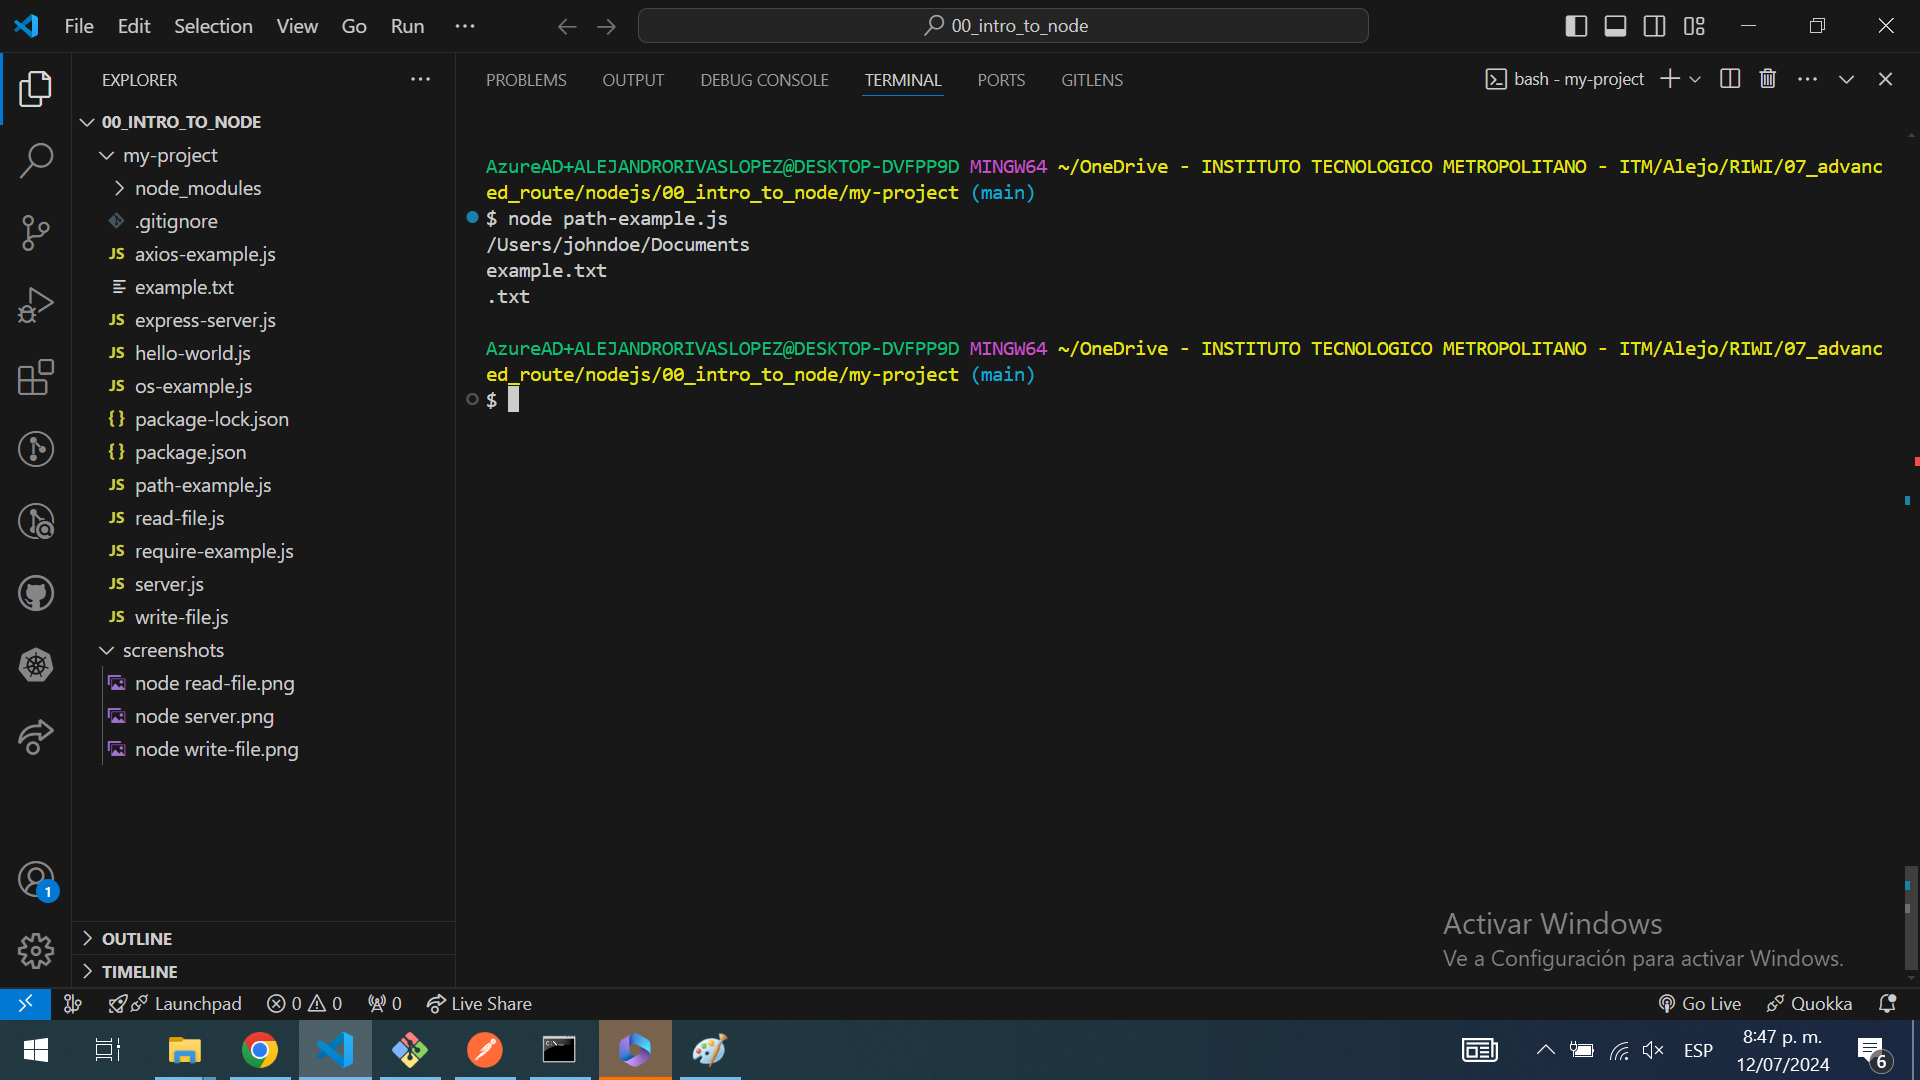 File Edit Selection View Go Run ···
00_intro_to_node
EXPLORER
PROBLEMS OUTPUT DEBUG CONSOLE TERMINAL PORTS GITLENS
bash - my-project
00_INTRO_TO_NODE
my-project
node_modules
.gitignore
JS axios-example.js
example.txt
JS express-server.js
JS hello-world.js
JS os-example.js
{} package-lock.json
{} package.json
JS path-example.js
JS read-file.js
JS require-example.js
JS server.js
JS write-file.js
screenshots
node read-file.png
node server.png
node write-file.png
OUTLINE
TIMELINE
AzureAD+ALEJANDRORIVASLOPEZ@DESKTOP-DVFPP9D MINGW64 ~/OneDrive - INSTITUTO TECNOLOGICO METROPOLITANO - ITM/Alejo/RIWI/07_advanc
ed_route/nodejs/00_intro_to_node/my-project (main)
$ node path-example.js
/Users/johndoe/Documents
example.txt
.txt
AzureAD+ALEJANDRORIVASLOPEZ@DESKTOP-DVFPP9D MINGW64 ~/OneDrive - INSTITUTO TECNOLOGICO METROPOLITANO - ITM/Alejo/RIWI/07_advanc
ed_route/nodejs/00_intro_to_node/my-project (main)
$
Activar Windows
Ve a Configuración para activar Windows.
1
Launchpad 0 0 0 Live Share
Go Live Quokka
ESP
8:47 p. m.
12/07/2024
6